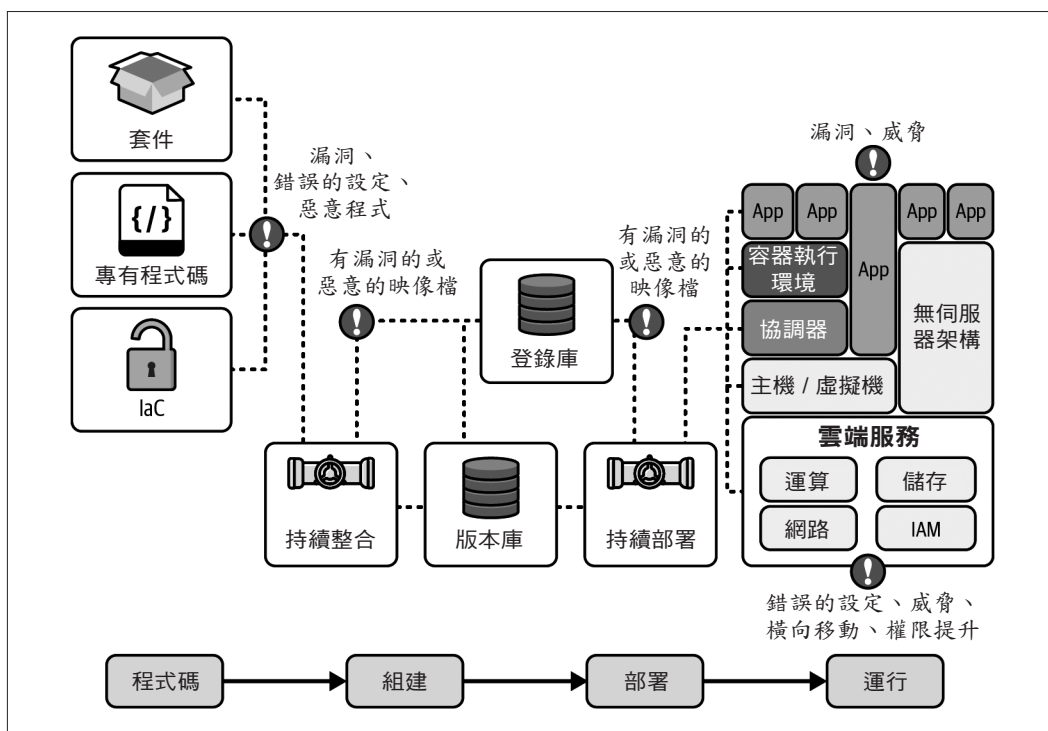 套件
專有程式碼
IaC
漏洞、
錯誤的設定、
惡意程式
有漏洞的或
惡意的映像檔
持續整合
登錄庫
版本庫
有漏洞的
或惡意的
映像檔
持續部署
漏洞、威脅
App
App
App
App
App
容器執行
環境
協調器
無伺服
器架構
主機 / 虛擬機
雲端服務
運算
儲存
網路
IAM
錯誤的設定、威脅、
橫向移動、權限提升
程式碼
組建
部署
運行